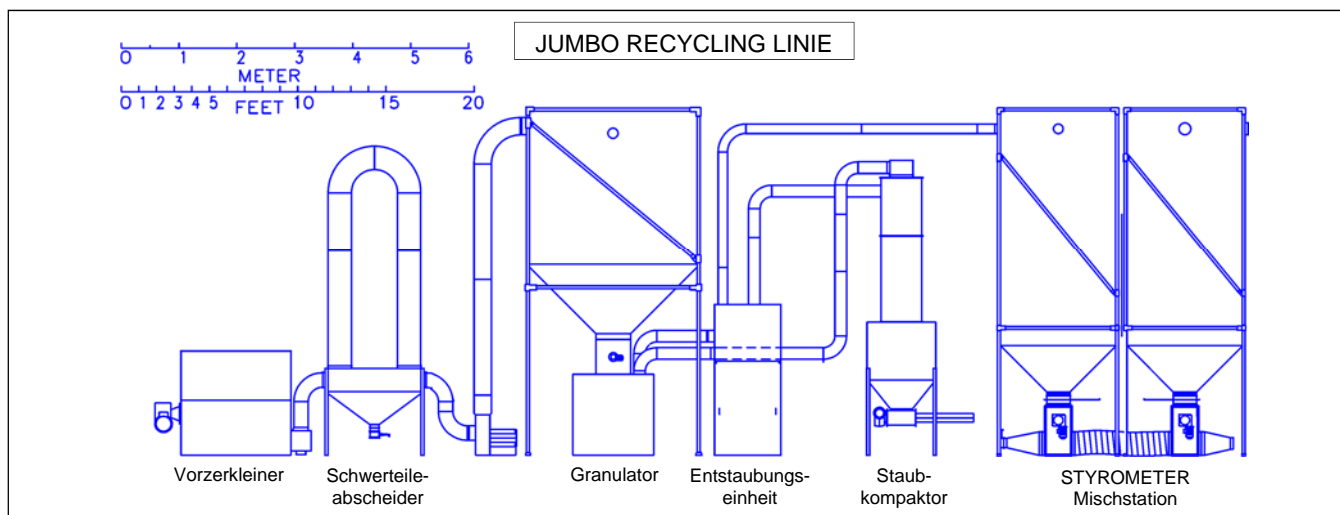 JUMBO RECYCLING LINIE
0 1 2 3 4 5 6
METER
0 1 2 3 4 5 10 15 20
FEET
Vorzerkleiner
Schwerteile-
abscheider
Granulator
Entstaubungs-
einheit
Staub-
kompaktor
STYROMETER
Mischstation